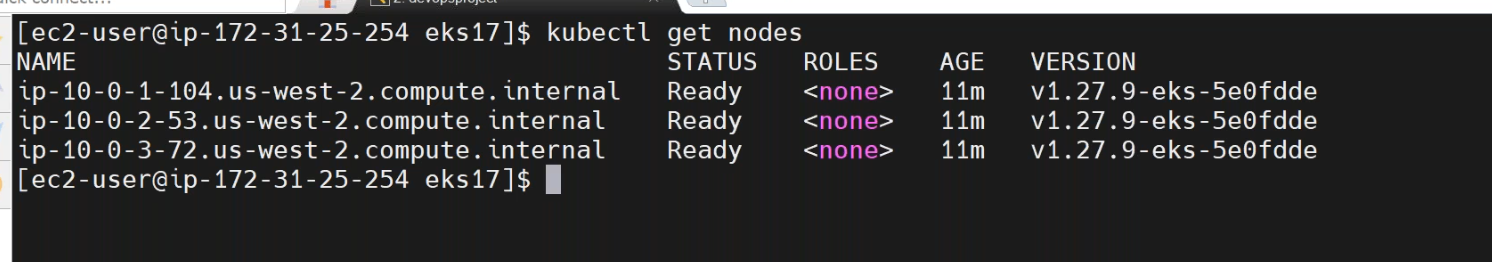 2. devopsproject
[ec2-user@ip-172-31-25-254 eks17]$ kubectl get nodes
NAME STATUS ROLES AGE VERSION
ip-10-0-1-104.us-west-2.compute.internal Ready <none> 11m v1.27.9-eks-5e0fdde
ip-10-0-2-53.us-west-2.compute.internal Ready <none> 11m v1.27.9-eks-5e0fdde
ip-10-0-3-72.us-west-2.compute.internal Ready <none> 11m v1.27.9-eks-5e0fdde
[ec2-user@ip-172-31-25-254 eks17]$